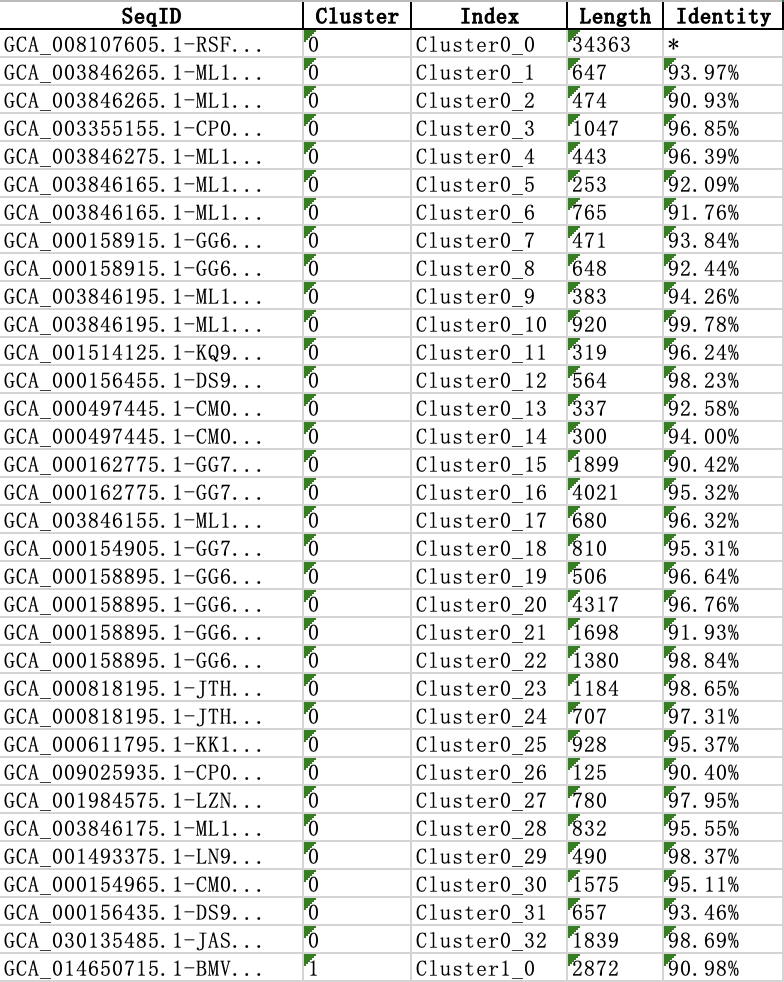 SeqID Cluster Index Length Identity
GCA_008107605.1-RSF... 0 Cluster0_0 34363 *
GCA_003846265.1-ML1... 0 Cluster0_1 647 93.97%
GCA_003846265.1-ML1... 0 Cluster0_2 474 90.93%
GCA_003355155.1-CP0... 0 Cluster0_3 1047 96.85%
GCA_003846275.1-ML1... 0 Cluster0_4 443 96.39%
GCA_003846165.1-ML1... 0 Cluster0_5 253 92.09%
GCA_003846165.1-ML1... 0 Cluster0_6 765 91.76%
GCA_000158915.1-GG6... 0 Cluster0_7 471 93.84%
GCA_000158915.1-GG6... 0 Cluster0_8 648 92.44%
GCA_003846195.1-ML1... 0 Cluster0_9 383 94.26%
GCA_003846195.1-ML1... 0 Cluster0_10 920 99.78%
GCA_001514125.1-KQ9... 0 Cluster0_11 319 96.24%
GCA_000156455.1-DS9... 0 Cluster0_12 564 98.23%
GCA_000497445.1-CM0... 0 Cluster0_13 337 92.58%
GCA_000497445.1-CM0... 0 Cluster0_14 300 94.00%
GCA_000162775.1-GG7... 0 Cluster0_15 1899 90.42%
GCA_000162775.1-GG7... 0 Cluster0_16 4021 95.32%
GCA_003846155.1-ML1... 0 Cluster0_17 680 96.32%
GCA_000154905.1-GG7... 0 Cluster0_18 810 95.31%
GCA_000158895.1-GG6... 0 Cluster0_19 506 96.64%
GCA_000158895.1-GG6... 0 Cluster0_20 4317 96.76%
GCA_000158895.1-GG6... 0 Cluster0_21 1698 91.93%
GCA_000158895.1-GG6... 0 Cluster0_22 1380 98.84%
GCA_000818195.1-JTH... 0 Cluster0_23 1184 98.65%
GCA_000818195.1-JTH... 0 Cluster0_24 707 97.31%
GCA_000611795.1-KK1... 0 Cluster0_25 928 95.37%
GCA_009025935.1-CP0... 0 Cluster0_26 125 90.40%
GCA_001984575.1-LZN... 0 Cluster0_27 780 97.95%
GCA_003846175.1-ML1... 0 Cluster0_28 832 95.55%
GCA_001493375.1-LN9... 0 Cluster0_29 490 98.37%
GCA_000154965.1-CM0... 0 Cluster0_30 1575 95.11%
GCA_000156435.1-DS9... 0 Cluster0_31 657 93.46%
GCA_030135485.1-JAS... 0 Cluster0_32 1839 98.69%
GCA_014650715.1-BMV... 1 Cluster1_0 2872 90.98%